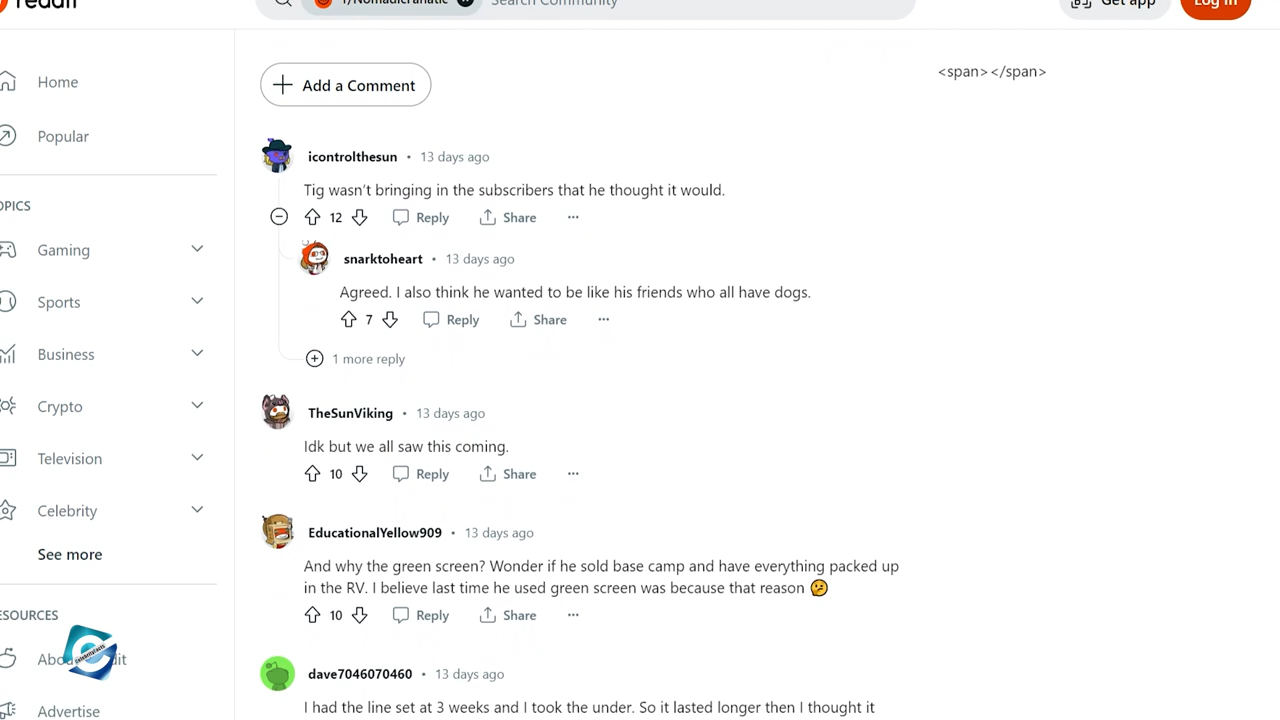 reddit
r/NomadicFanatic
Search Community
Get app
Log In
Home
Popular
TOPICS
Gaming
Sports
Business
Crypto
Television
Celebrity
See more
RESOURCES
Advertise
<span></span>
Add a Comment
icontrolthesun • 13 days ago
Tig wasn’t bringing in the subscribers that he thought it would.
12 Reply Share ...
snarktoheart • 13 days ago
Agreed. I also think he wanted to be like his friends who all have dogs.
7 Reply Share ...
1 more reply
TheSunViking • 13 days ago
Idk but we all saw this coming.
10 Reply Share ...
EducationalYellow909 • 13 days ago
And why the green screen? Wonder if he sold base camp and have everything packed up
in the RV. I believe last time he used green screen was because that reason 🤔
10 Reply Share ...
dave7046070460 • 13 days ago
I had the line set at 3 weeks and I took the under. So it lasted longer then I thought it